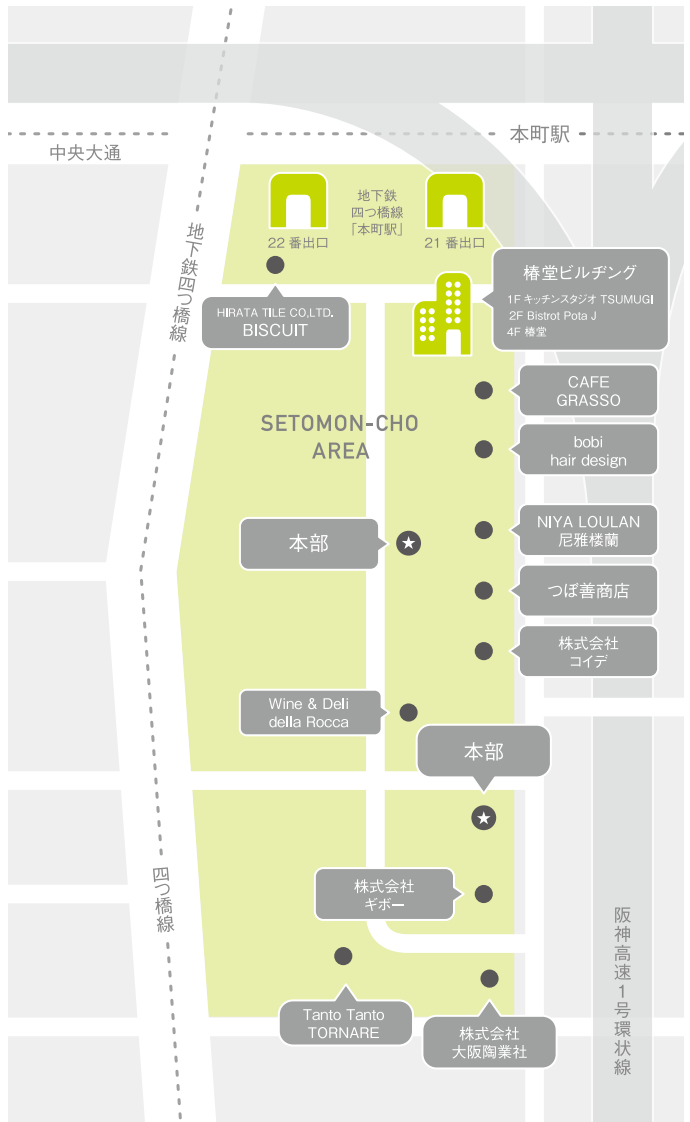 本町駅
中央大通
地下鉄
四つ橋線
「本町駅」
22 番出口
21 番出口
地下鉄四つ橋線
椿堂ビルヂング
1F キッチンスタジオ TSUMUGI
2F Bistrot Pota J
4F 椿堂
HIRATA TILE CO,LTD.
BISCUIT
CAFE
GRASSO
SETOMON-CHO
AREA
bobi
hair design
NIYA LOULAN
尼雅楼蘭
本部
つぼ善商店
株式会社
コイデ
Wine & Deli
della Rocca
本部
四つ橋線
株式会社
ギボー
阪神高速1号環状線
Tanto Tanto
TORNARE
株式会社
大阪陶業社